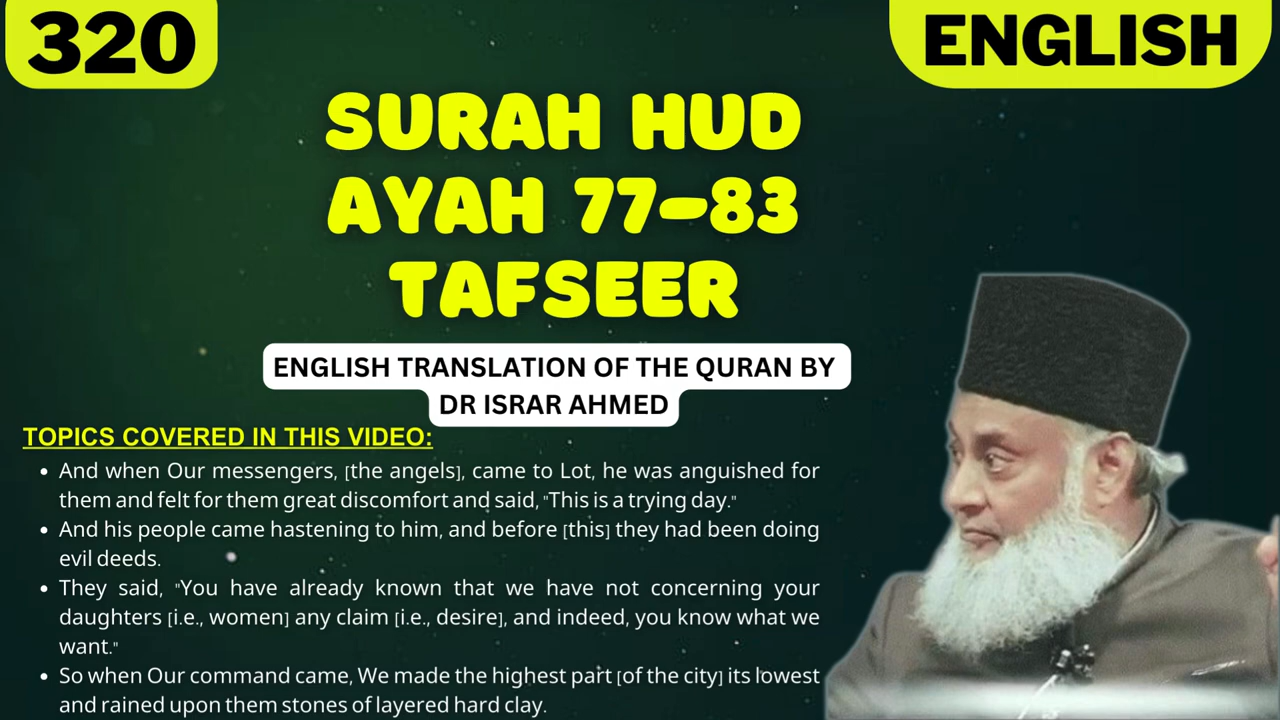 320
ENGLISH
SURAH HUD
AYAH 77-83
TAFSEER
ENGLISH TRANSLATION OF THE QURAN BY
DR ISRAR AHMED
TOPICS COVERED IN THIS VIDEO:
• And when Our messengers, [the angels], came to Lot, he was anguished for
them and felt for them great discomfort and said, "This is a trying day."
• And his people came hastening to him, and before [this] they had been doing
evil deeds.
• They said, "You have already known that we have not concerning your
daughters [i.e., women] any claim [i.e., desire], and indeed, you know what we
want."
• So when Our command came, We made the highest part [of the city] its lowest
and rained upon them stones of layered hard clay.